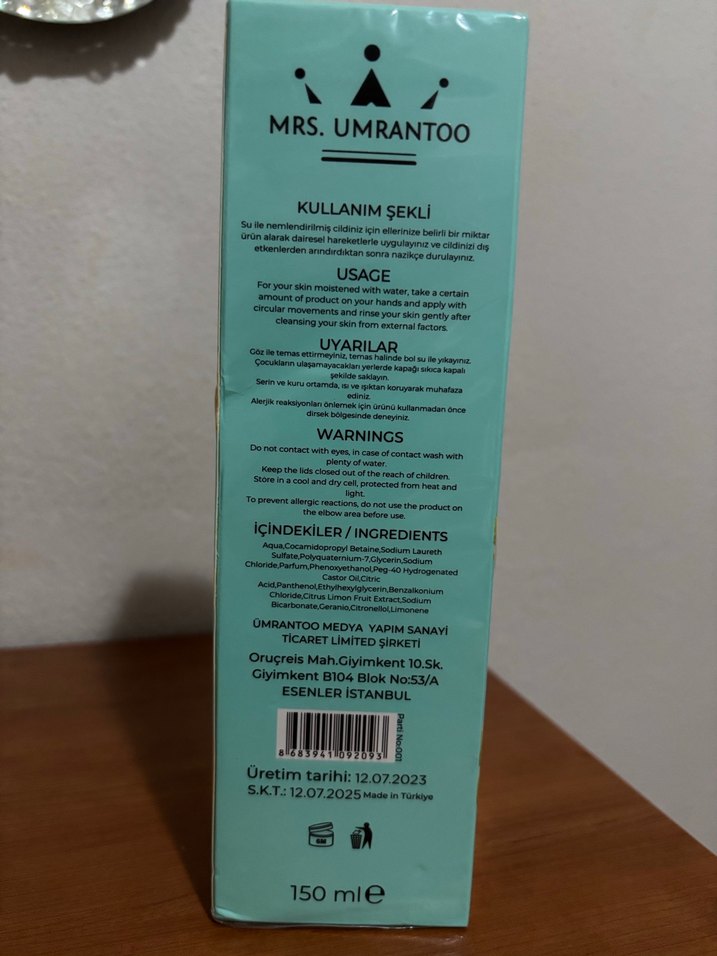 MRS. UMRANTOO
KULLANIM ŞEKLİ
Su ile nemlendirilmiş cildiniz için ellerinize belirli bir miktar
ürün alarak dairesel hareketlerle uygulayınız ve cildinizi dış
etkenlerden arındırdıktan sonra nazikçe durulayınız.
USAGE
For your skin moistened with water, take a certain
amount of product on your hands and apply with
circular movements and rinse your skin gently after
cleansing your skin from external factors.
UYARILAR
Göz ile temas ettirmeyiniz, temas halinde bol su ile yıkayınız.
Çocukların ulaşamayacakları yerlerde kapağı sıkıca kapalı
şekilde saklayın.
Serin ve kuru ortamda, ısı ve ışıktan koruyarak muhafaza
ediniz.
Alerjik reaksiyonları önlemek için ürünü kullanmadan önce
dirsek bölgesinde deneyiniz.
WARNINGS
Do not contact with eyes, in case of contact wash with
plenty of water.
Keep the lids closed out of the reach of children.
Store in a cool and dry cell, protected from heat and
light.
To prevent allergic reactions, do not use the product on
the elbow area before use.
İÇİNDEKİLER / INGREDIENTS
Aqua,Cocamidopropyl Betaine,Sodium Laureth
Sulfate,Polyquaternium-7,Glycerin,Sodium
Chloride,Parfum,Phenoxyethanol,Peg-40 Hydrogenated
Castor Oil,Citric
Acid,Panthenol,Ethylhexylglycerin,Benzalkonium
Chloride,Citrus Limon Fruit Extract,Sodium
Bicarbonate,Geranio,Citronellol,Limonene
ÜMRANTOO MEDYA YAPIM SANAYİ
TİCARET LİMİTED ŞİRKETİ
Oruçreis Mah.Giyimkent 10.Sk.
Giyimkent B104 Blok No:53/A
ESENLER İSTANBUL
8 683941 092093
Parti No:001
Üretim tarihi: 12.07.2023
S.K.T.: 12.07.2025 Made in Türkiye
6M
150 ml e